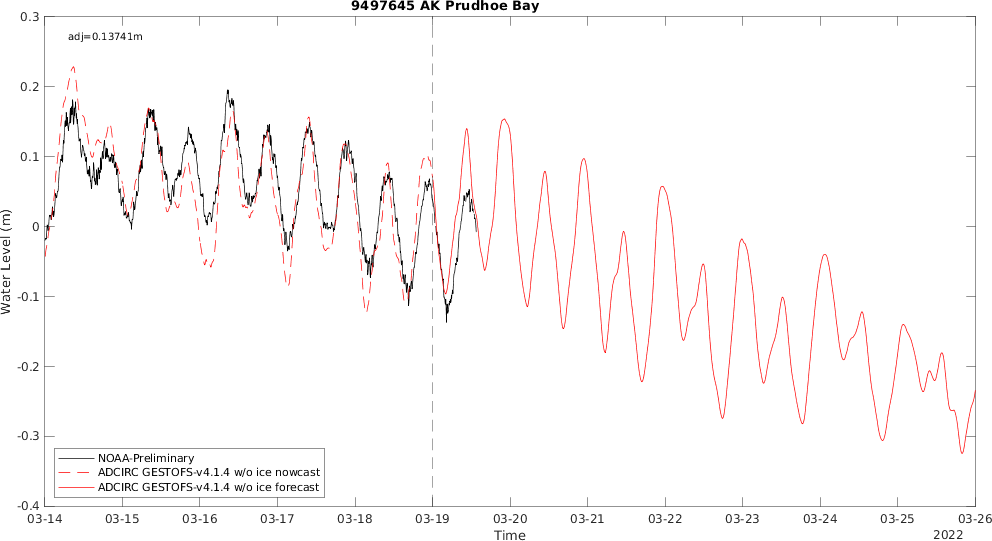 9497645 AK Prudhoe Bay
adj=0.13741m
0.3
0.2
0.1
0
-0.1
-0.2
-0.3
-0.4
Water Level (m)
NOAA-Preliminary
ADCIRC GESTOFS-v4.1.4 w/o ice nowcast
ADCIRC GESTOFS-v4.1.4 w/o ice forecast
03-14 03-15 03-16 03-17 03-18 03-19 03-20 03-21 03-22 03-23 03-24 03-25 03-26
Time
2022